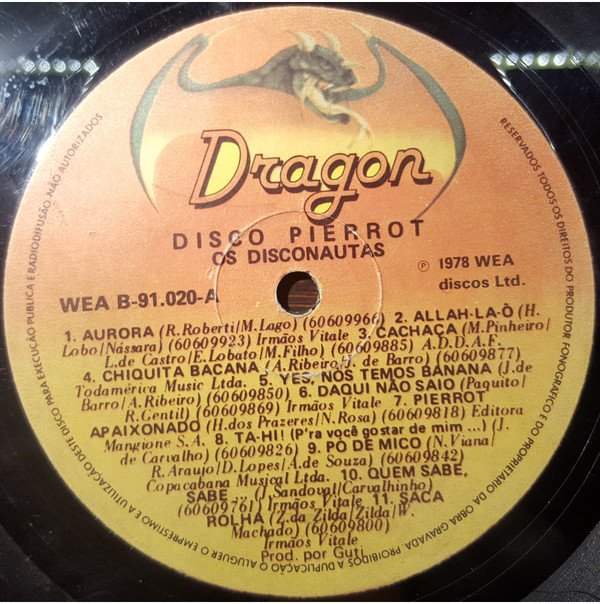 Dragon
DISCO PIERROT
OS DISCONAUTAS
℗ 1978 WEA
discos Ltd.
WEA B-91.020-A
1. AURORA (R. Roberti/M. Lago) (60609966) 2. ALLAH-LA-Ô (H.
Lobo/Nássara) (60609923) Irmãos Vitale 3. CACHAÇA (M. Pinheiro/
L. de Castro/E. Lobato/M. Filho) (60609885) A.D.D.A.F.
4. CHIQUITA BACANA (A. Ribeiro/J. de Barro) (60609877)
Todamérica Music Ltda. 5. YES, NÓS TEMOS BANANA (J. de
Barro/A. Ribeiro) (60609850) 6. DAQUI NÃO SAIO (Paquito/
R. Gentil) (60609869) Irmãos Vitale 7. PIERROT
APAIXONADO (H. dos Prazeres/N. Rosa) (60609818) Editora
Mangione S.A. 8. TA-HI! (P'ra você gostar de mim ...) (J.
de Carvalho) (60609826) 9. PÓ DE MICO (N. Viana/
R. Araujo/D. Lopes/A. de Souza) (60609842)
Copacabana Musical Ltda. 10. QUEM SABE,
SABE ... (J. Sandoval/Carvalhinho)
(60609761) Irmãos Vitale 11. SACA
ROLHA (Z. da Zilda/Zilda/W.
Machado) (60609800)
Irmãos Vitale
Prod. por Guti
RESERVADOS TODOS OS DIREITOS DO PRODUTOR FONOGRÁFICO E DO PROPRIETÁRIO DA OBRA GRAVADA. PROIBIDOS A DUPLICAÇÃO O ALUGUER O EMPRÉSTIMO E A UTILIZAÇÃO DESTE DISCO PARA EXECUÇÃO PÚBLICA E RADIODIFUSÃO NÃO AUTORIZADOS